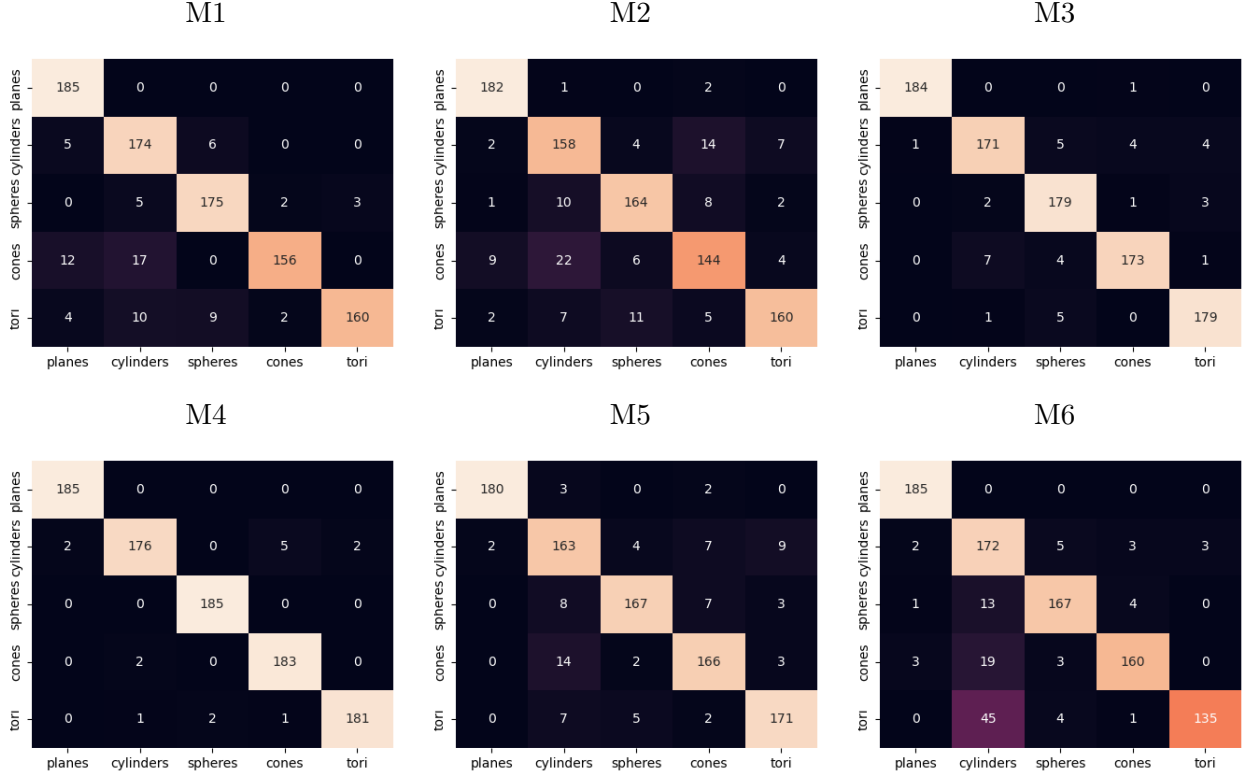 M1 M2 M3
planes 185 0 0 0 0
cylinders 5 174 6 0 0
spheres 0 5 175 2 3
cones 12 17 0 156 0
tori 4 10 9 2 160
planes cylinders spheres cones tori
planes 182 1 0 2 0
cylinders 2 158 4 14 7
spheres 1 10 164 8 2
cones 9 22 6 144 4
tori 2 7 11 5 160
planes cylinders spheres cones tori
planes 184 0 0 1 0
cylinders 1 171 5 4 4
spheres 0 2 179 1 3
cones 0 7 4 173 1
tori 0 1 5 0 179
planes cylinders spheres cones tori
M4 M5 M6
planes 185 0 0 0 0
cylinders 2 176 0 5 2
spheres 0 0 185 0 0
cones 0 2 0 183 0
tori 0 1 2 1 181
planes cylinders spheres cones tori
planes 180 3 0 2 0
cylinders 2 163 4 7 9
spheres 0 8 167 7 3
cones 0 14 2 166 3
tori 0 7 5 2 171
planes cylinders spheres cones tori
planes 185 0 0 0 0
cylinders 2 172 5 3 3
spheres 1 13 167 4 0
cones 3 19 3 160 0
tori 0 45 4 1 135
planes cylinders spheres cones tori